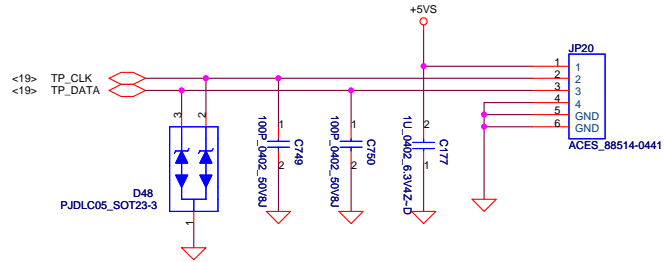 +5VS
JP20
<19> TP_CLK
<19> TP_DATA
1 1
2 2
3 3
4 4
5 GND
6 GND
ACES_88514-0441
3
2
1
D48
PJDLC05_SOT23-3
1
2
C749
100P_0402_50V8J
1
2
C750
100P_0402_50V8J
2
1
C177
1U_0402_6.3V4Z~D